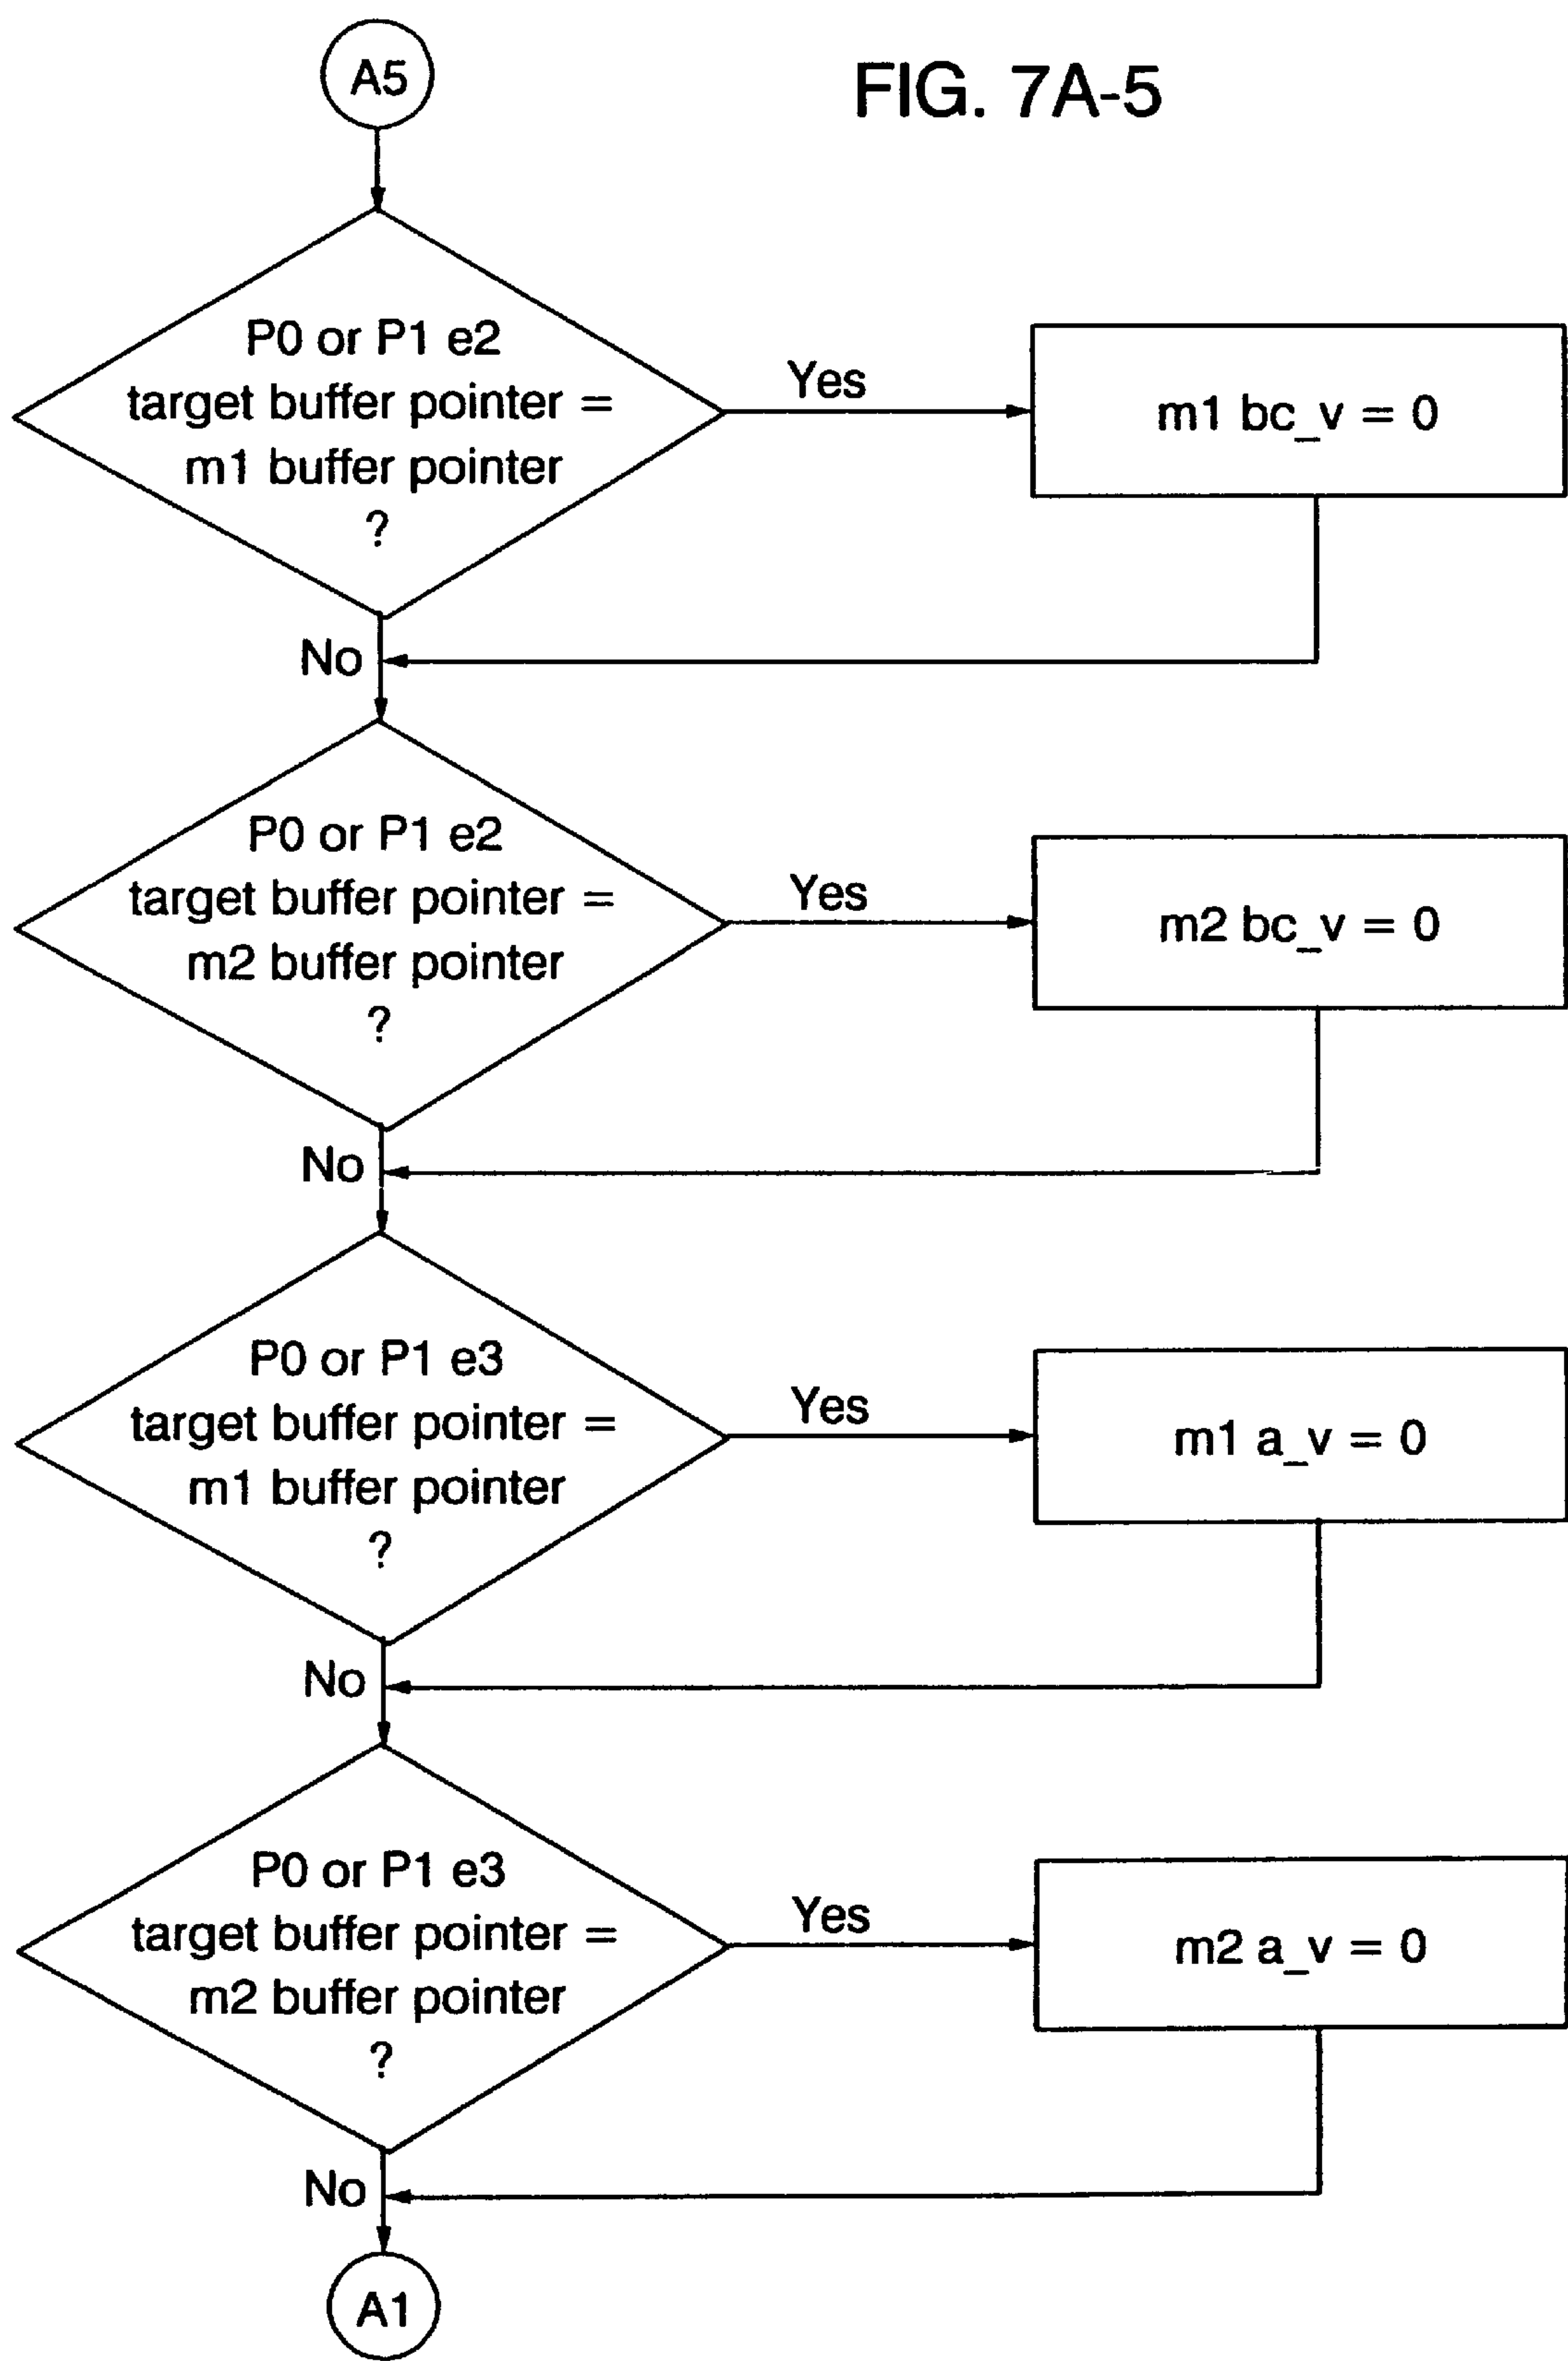 A5
FIG. 7A-5
P0 or P1 e2
target buffer pointer =
m1 buffer pointer
?
Yes
m1 bc_v = 0
No
P0 or P1 e2
target buffer pointer =
m2 buffer pointer
?
Yes
m2 bc_v = 0
No
P0 or P1 e3
target buffer pointer =
m1 buffer pointer
?
Yes
m1 a_v = 0
No
P0 or P1 e3
target buffer pointer =
m2 buffer pointer
?
Yes
m2 a_v = 0
No
A1